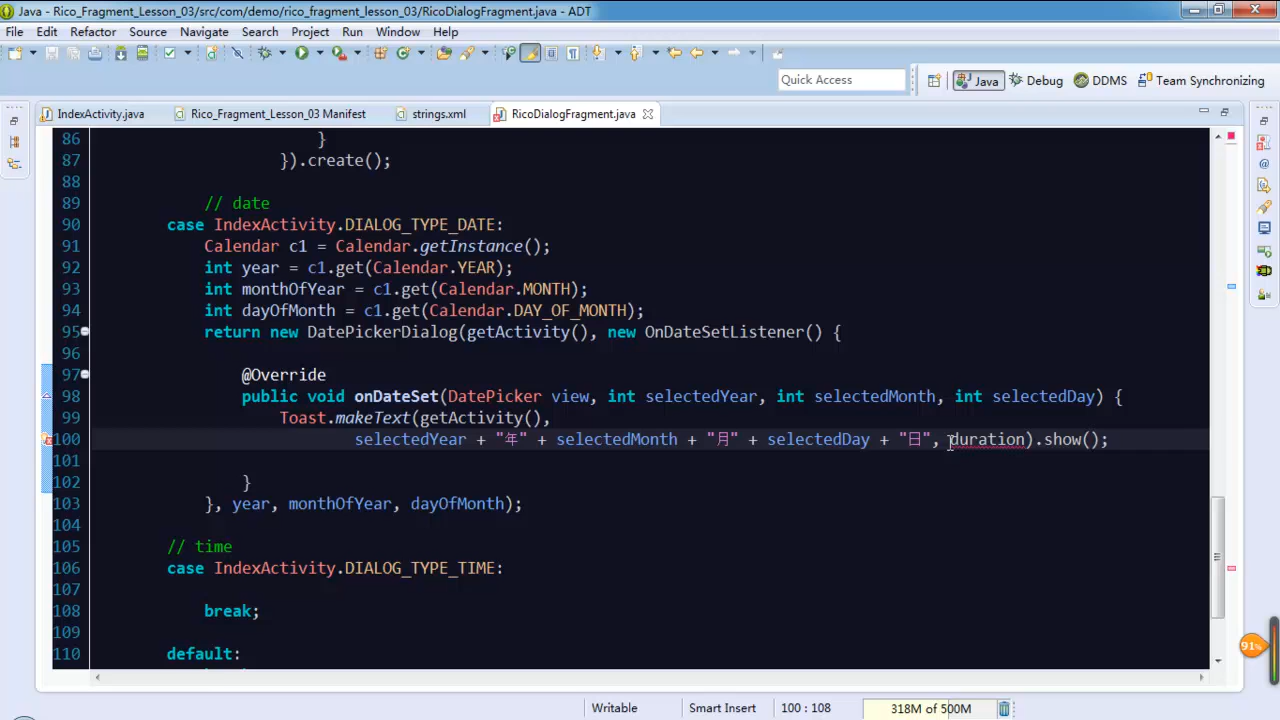 Java - Rico_Fragment_Lesson_03/src/com/demo/rico_fragment_lesson_03/RicoDialogFragment.java - ADT
File Edit Refactor Source Navigate Search Project Run Window Help
Quick Access Java Debug DDMS Team Synchronizing
IndexActivity.java Rico_Fragment_Lesson_03 Manifest strings.xml RicoDialogFragment.java
86 }
87 }).create();
88
89 // date
90 case IndexActivity.DIALOG_TYPE_DATE:
91 Calendar c1 = Calendar.getInstance();
92 int year = c1.get(Calendar.YEAR);
93 int monthOfYear = c1.get(Calendar.MONTH);
94 int dayOfMonth = c1.get(Calendar.DAY_OF_MONTH);
95 return new DatePickerDialog(getActivity(), new OnDateSetListener() {
96
97 @Override
98 public void onDateSet(DatePicker view, int selectedYear, int selectedMonth, int selectedDay) {
99 Toast.makeText(getActivity(),
100 selectedYear + "年" + selectedMonth + "月" + selectedDay + "日", duration).show();
101
102 }
103 }, year, monthOfYear, dayOfMonth);
104
105 // time
106 case IndexActivity.DIALOG_TYPE_TIME:
107
108 break;
109
110 default:
91%
Writable Smart Insert 100 : 108 318M of 500M